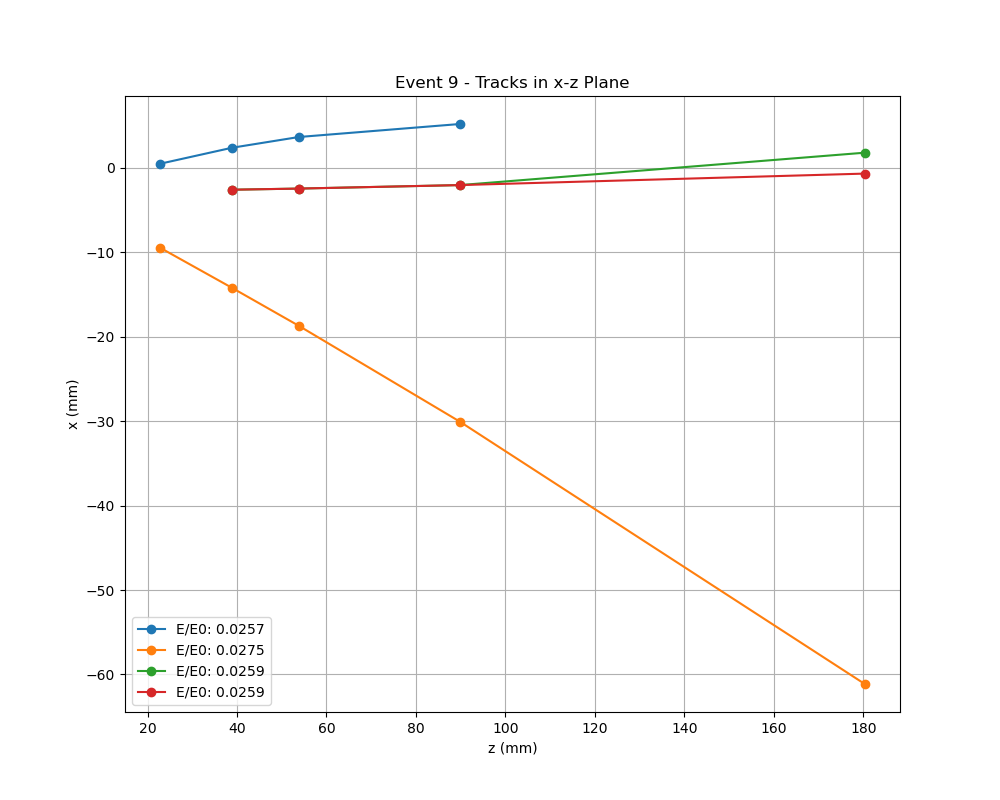 Event 9 - Tracks in x-z Plane
x (mm)
0
−10
−20
−30
−40
−50
−60
E/E0: 0.0257
E/E0: 0.0275
E/E0: 0.0259
E/E0: 0.0259
20 40 60 80 100 120 140 160 180
z (mm)